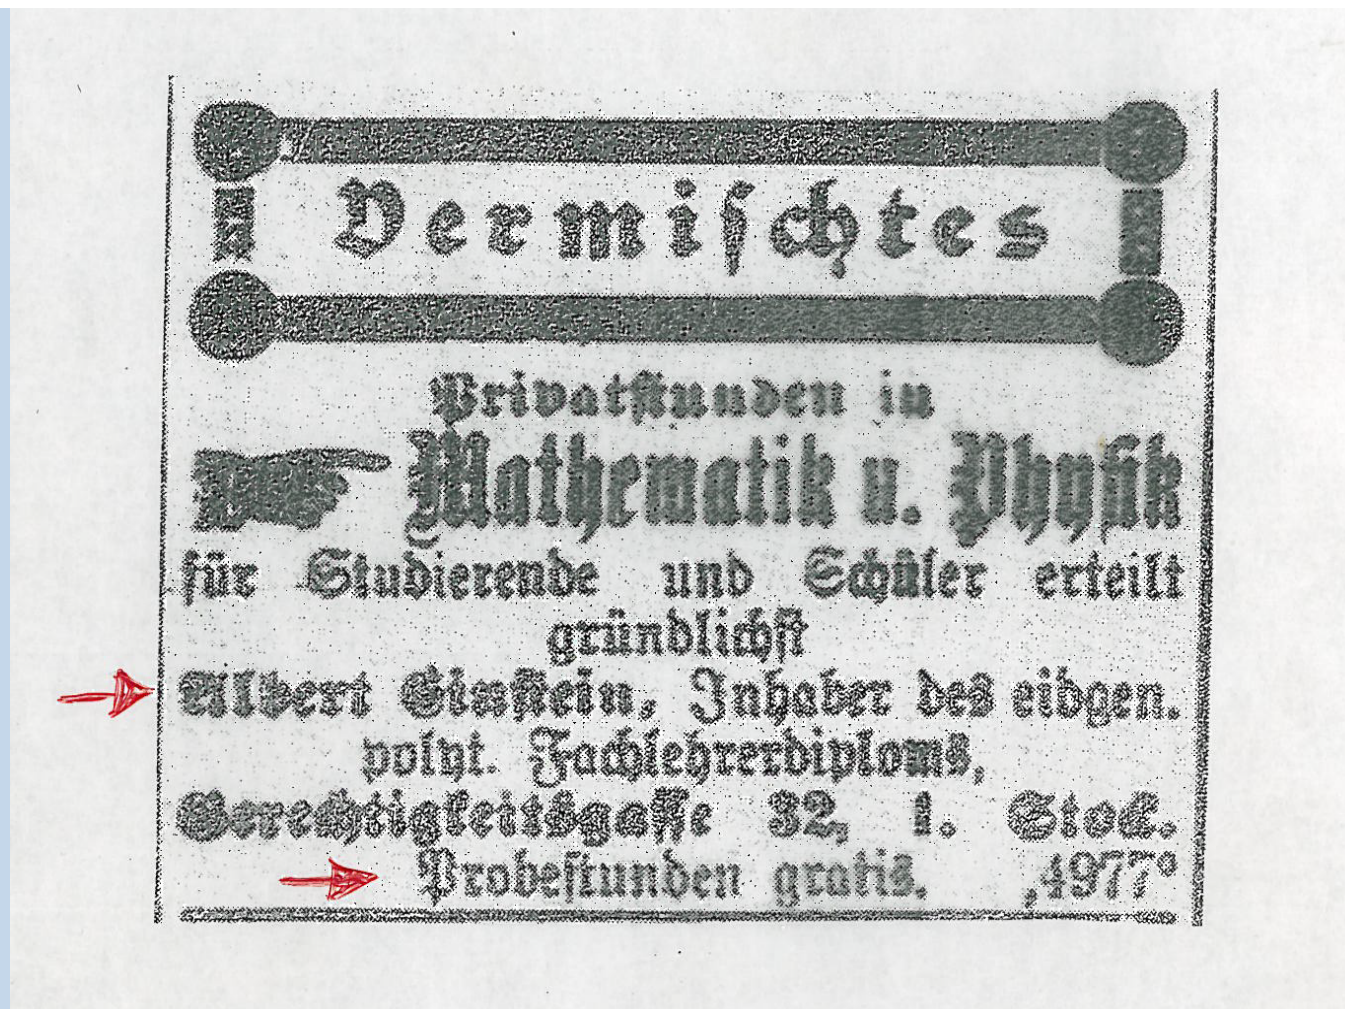 Vermischtes
Privatstunden in
Mathematik u. Physik
für Studierende und Schüler erteilt
gründlichst
Albert Einstein, Inhaber des eidgen.
polyt. Fachlehrerdiploms,
Gerechtigkeitsgasse 32, 1. Stock.
Probestunden gratis. ,4977°